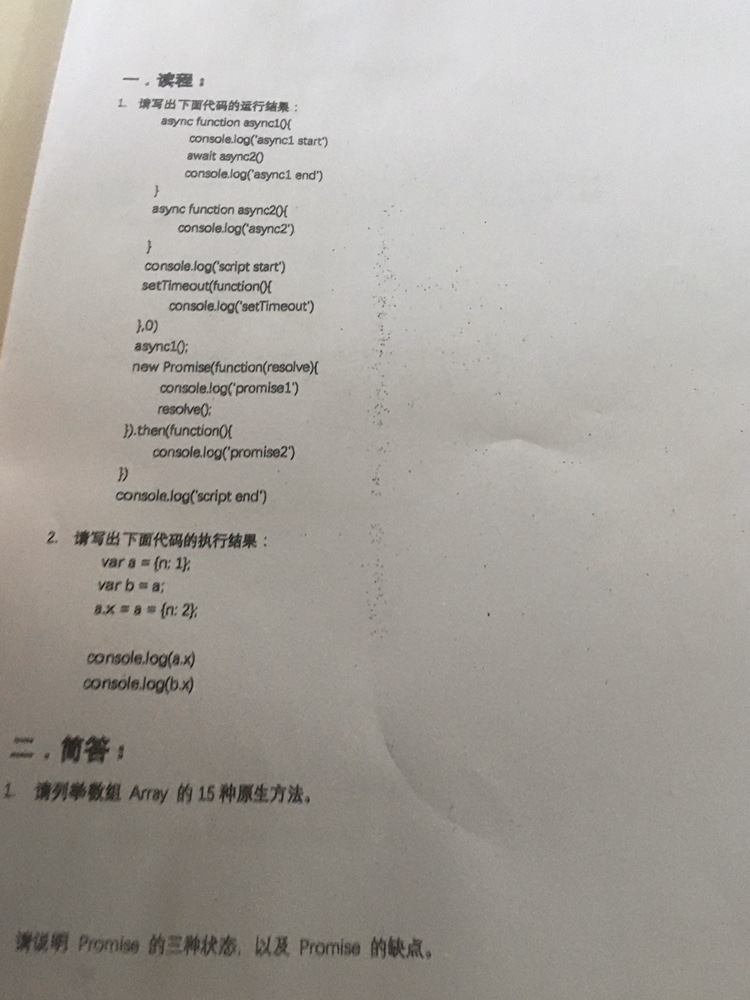 一．读程：
1. 请写出下面代码的运行结果：
async function async1(){
console.log('async1 start')
await async2()
console.log('async1 end')
}
async function async2(){
console.log('async2')
}
console.log('script start')
setTimeout(function(){
console.log('setTimeout')
},0)
async1();
new Promise(function(resolve){
console.log('promise1')
resolve();
}).then(function(){
console.log('promise2')
})
console.log('script end')
2. 请写出下面代码的执行结果：
var a = {n: 1};
var b = a;
a.x = a = {n: 2};
console.log(a.x)
console.log(b.x)
二．简答：
1. 请列举数组 Array 的 15 种原生方法。
请说明 Promise 的三种状态，以及 Promise 的缺点。